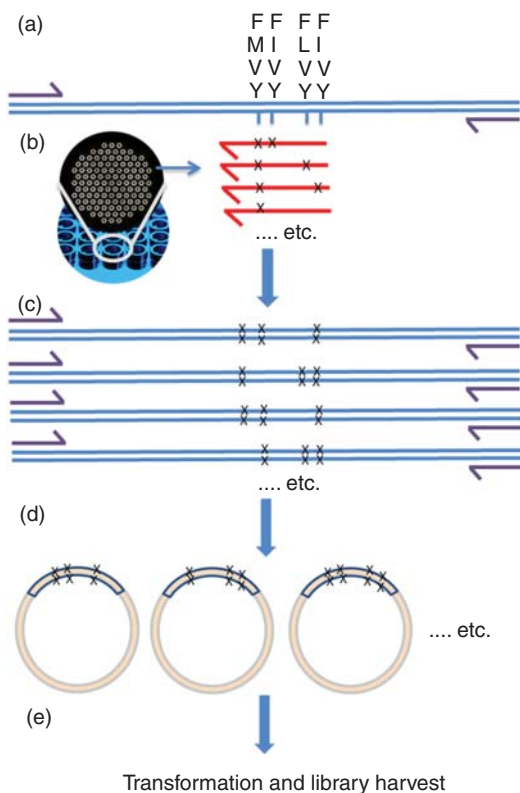 (a)
F F F F
M I L I
V V V V
Y Y Y Y
(b)
x x
x x
x x
x
.... etc.
(c)
x x x
x x x
x x x
x x x
x x x
x x x
x x x
x x x
.... etc.
(d)
x x x x
x x x x
x x x
x x x
x x x x
x x x x
.... etc.
(e)
Transformation and library harvest